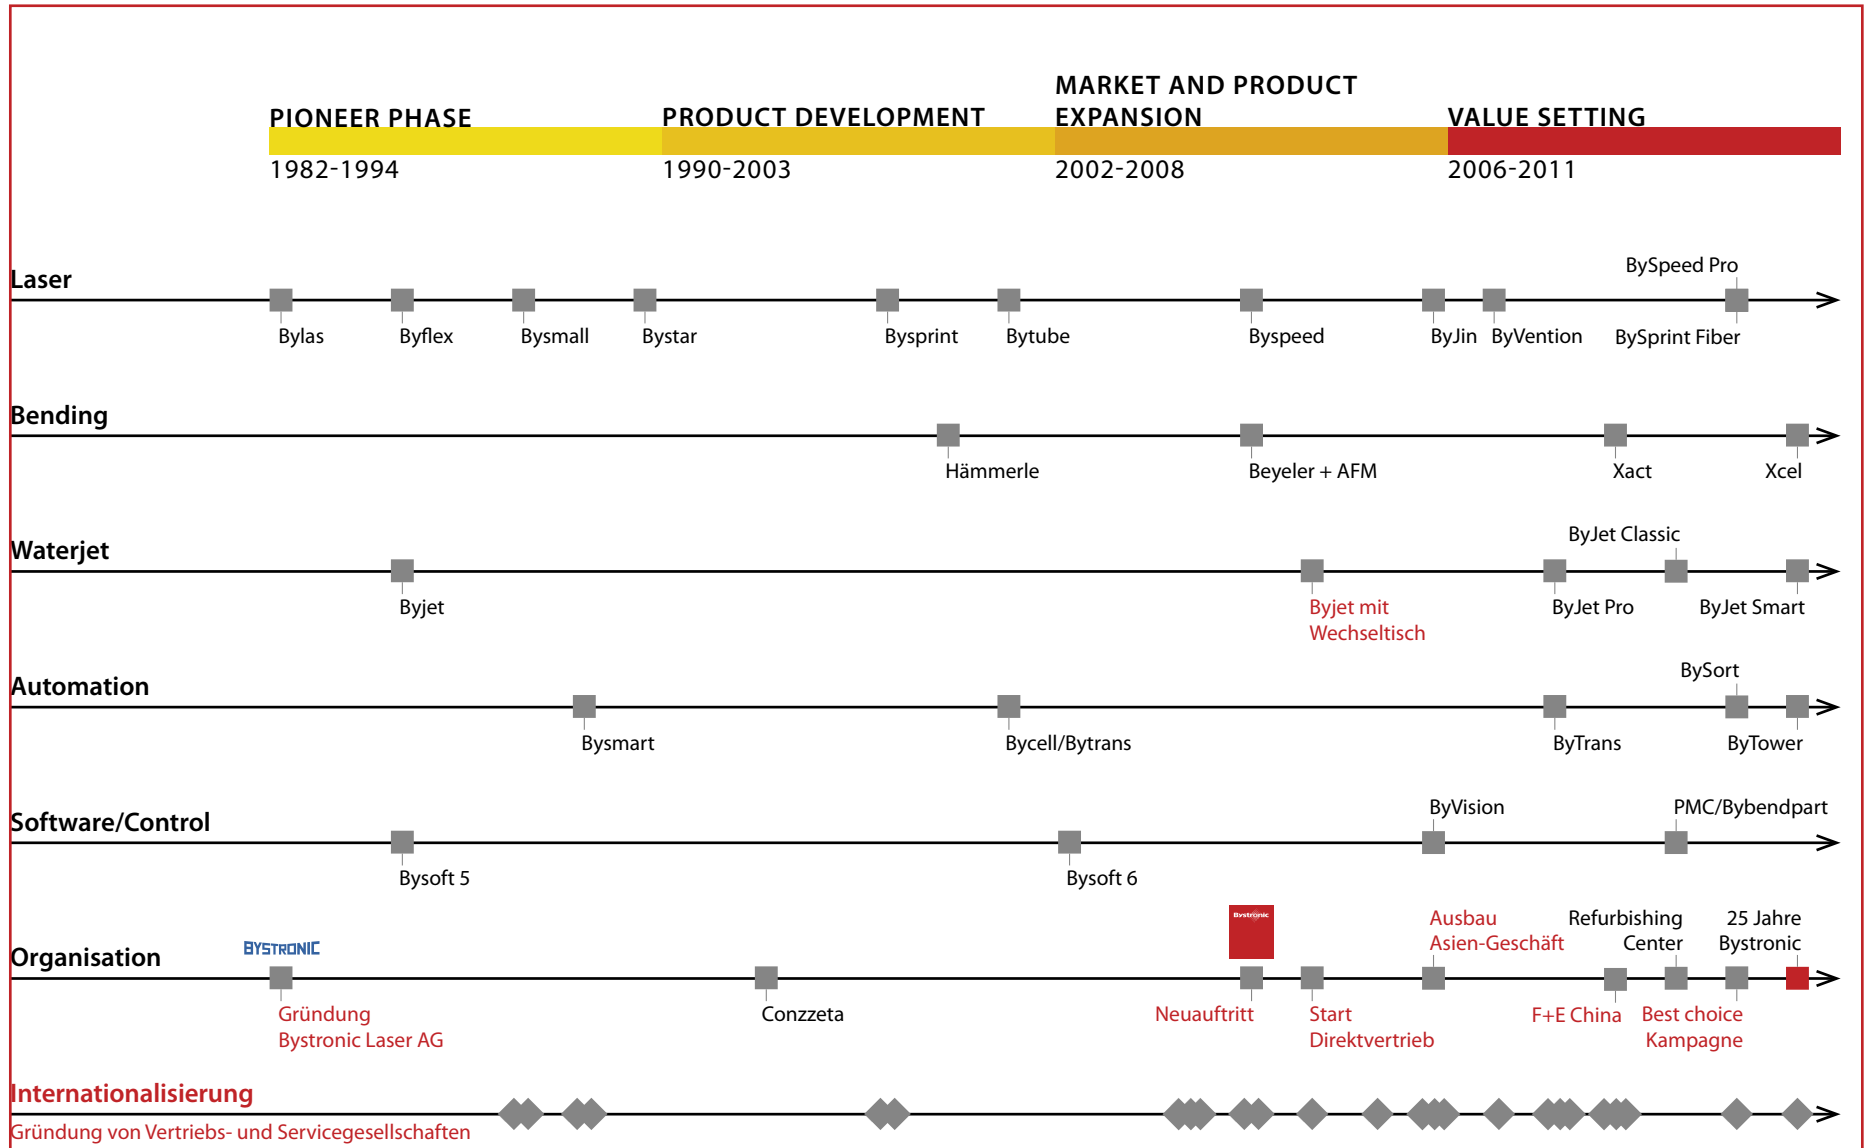 MARKET AND PRODUCT
PIONEER PHASE PRODUCT DEVELOPMENT EXPANSION VALUE SETTING
1982-1994 1990-2003 2002-2008 2006-2011
BySpeed Pro
Laser
Bylas Byflex Bysmall Bystar Bysprint Bytube Byspeed ByJin ByVention BySprint Fiber
Bending
Hämmerle Beyeler + AFM Xact Xcel
ByJet Classic
Waterjet
Byjet Byjet mit ByJet Pro ByJet Smart
Wechseltisch
BySort
Automation
Bysmart Bycell/Bytrans ByTrans ByTower
ByVision PMC/Bybendpart
Software/Control
Bysoft 5 Bysoft 6
Bystronic Ausbau Refurbishing 25 Jahre
BYSTRONIC Asien-Geschäft Center Bystronic
Organisation
Gründung Conzzeta Neuauftritt Start F+E China Best choice
Bystronic Laser AG Direktvertrieb Kampagne
Internationalisierung
Gründung von Vertriebs- und Servicegesellschaften